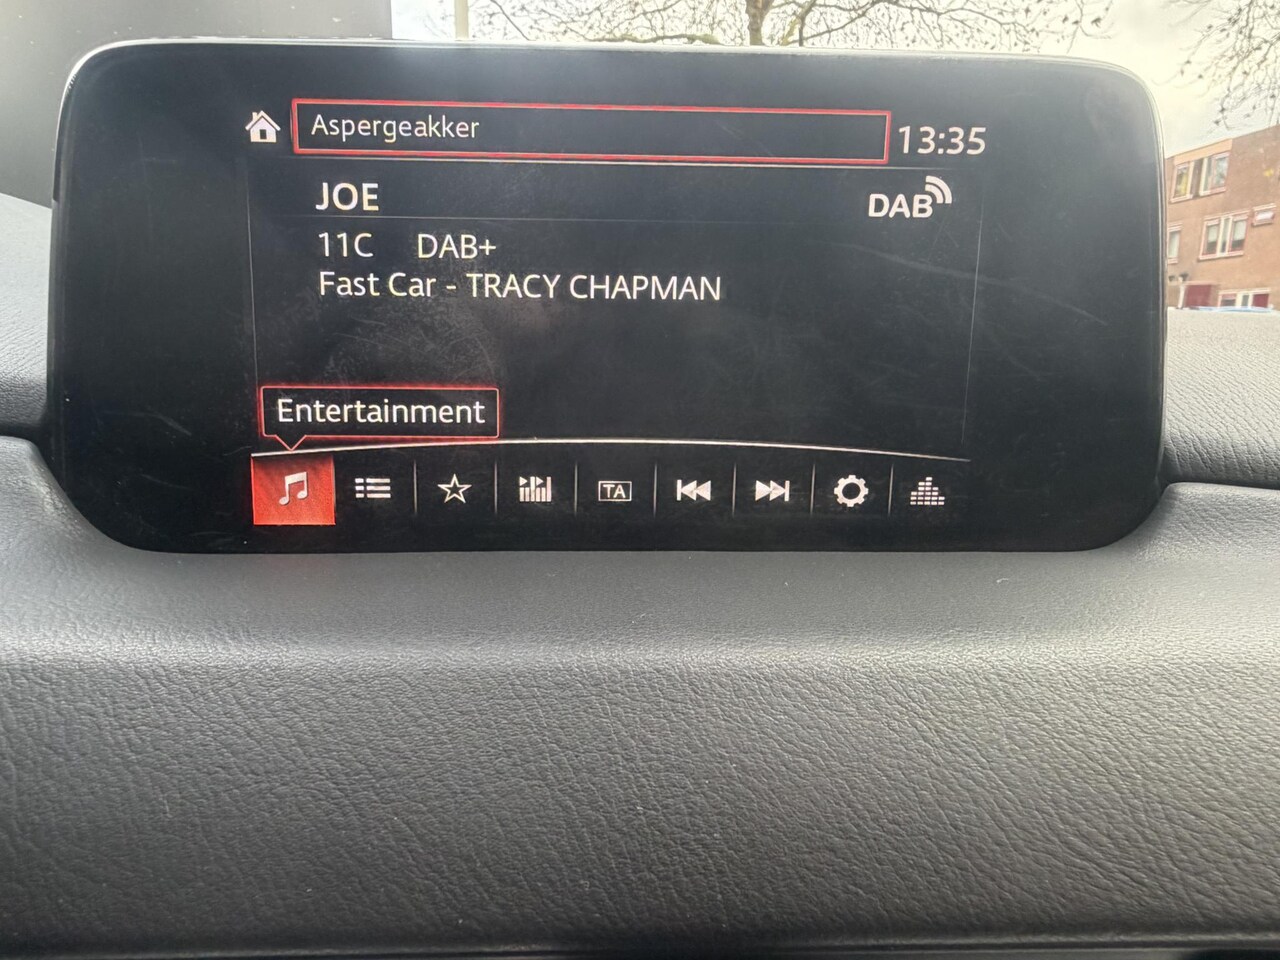 Aspergeakker
13:35
JOE
DAB
11C DAB+
Fast Car - TRACY CHAPMAN
Entertainment
TA